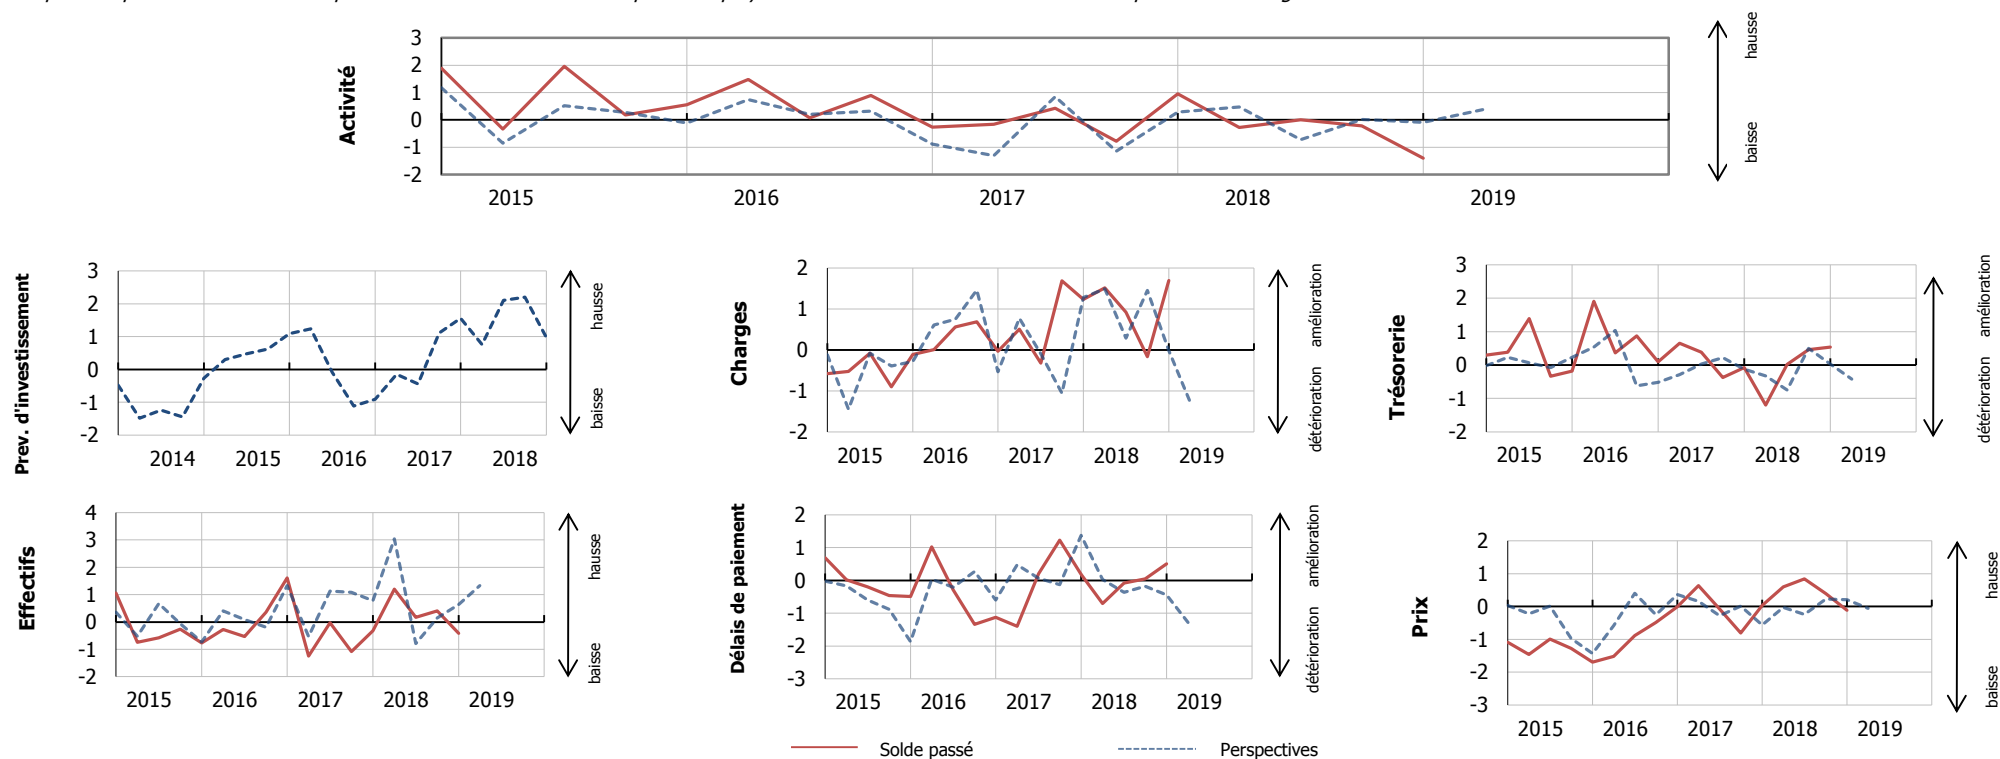 hausse
baisse
Activité
3
2
1
0
-1
-2
2015 2016 2017 2018 2019
Prev. d'investissement
3
2
1
0
-1
-2
2014 2015 2016 2017 2018
hausse
baisse
Charges
2
1
0
-1
-2
2015 2016 2017 2018 2019
amélioration
détérioration
Trésorerie
3
2
1
0
-1
-2
2015 2016 2017 2018 2019
amélioration
détérioration
Effectifs
4
3
2
1
0
-1
-2
2015 2016 2017 2018 2019
hausse
baisse
Délais de paiement
2
1
0
-1
-2
-3
2015 2016 2017 2018 2019
amélioration
détérioration
Prix
2
1
0
-1
-2
-3
2015 2016 2017 2018 2019
hausse
baisse
Solde passé Perspectives